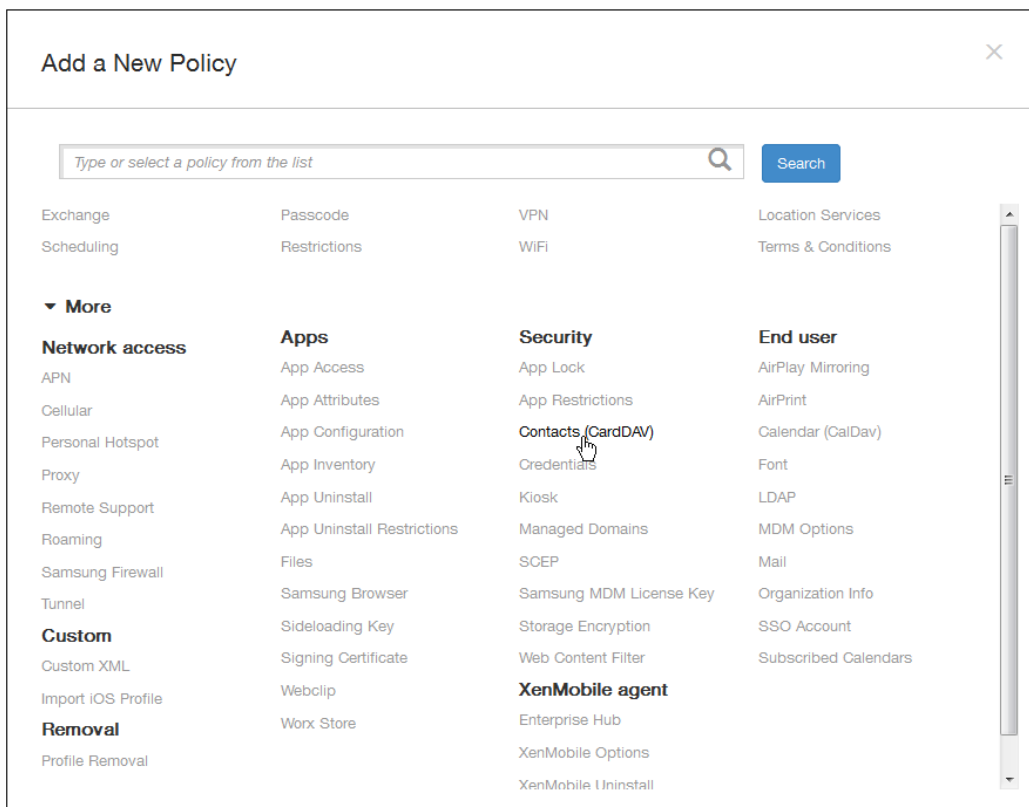 Add a New Policy
Type or select a policy from the list
Search
Exchange
Passcode
VPN
Location Services
Scheduling
Restrictions
WiFi
Terms & Conditions
More
Network access
APN
Cellular
Personal Hotspot
Proxy
Remote Support
Roaming
Samsung Firewall
Tunnel
Custom
Custom XML
Import iOS Profile
Removal
Profile Removal
Apps
App Access
App Attributes
App Configuration
App Inventory
App Uninstall
App Uninstall Restrictions
Files
Samsung Browser
Sideloading Key
Signing Certificate
Webclip
Worx Store
Security
App Lock
App Restrictions
Contacts (CardDAV)
Credentials
Kiosk
Managed Domains
SCEP
Samsung MDM License Key
Storage Encryption
Web Content Filter
XenMobile agent
Enterprise Hub
XenMobile Options
XenMobile Uninstall
End user
AirPlay Mirroring
AirPrint
Calendar (CalDav)
Font
LDAP
MDM Options
Mail
Organization Info
SSO Account
Subscribed Calendars